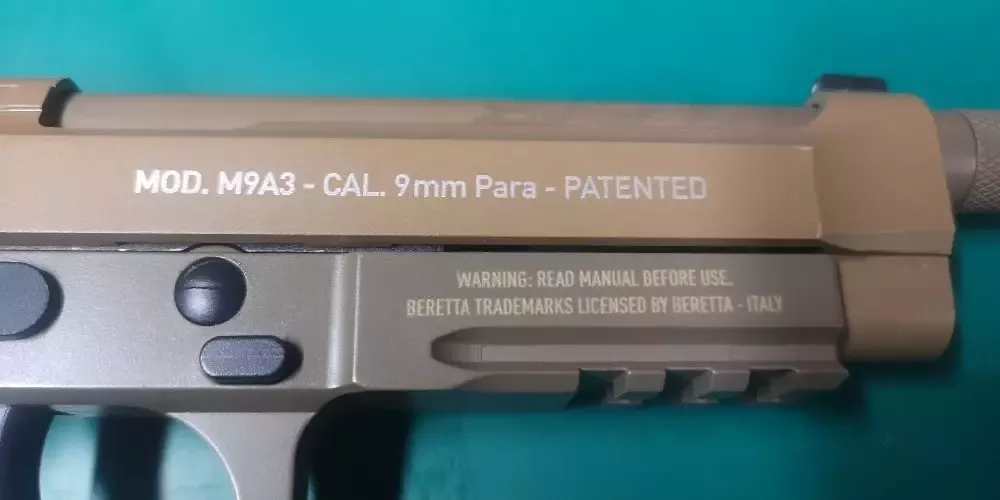 MOD. M9A3 - CAL. 9mm Para - PATENTED
WARNING: READ MANUAL BEFORE USE.
BERETTA TRADEMARKS LICENSED BY BERETTA - ITALY